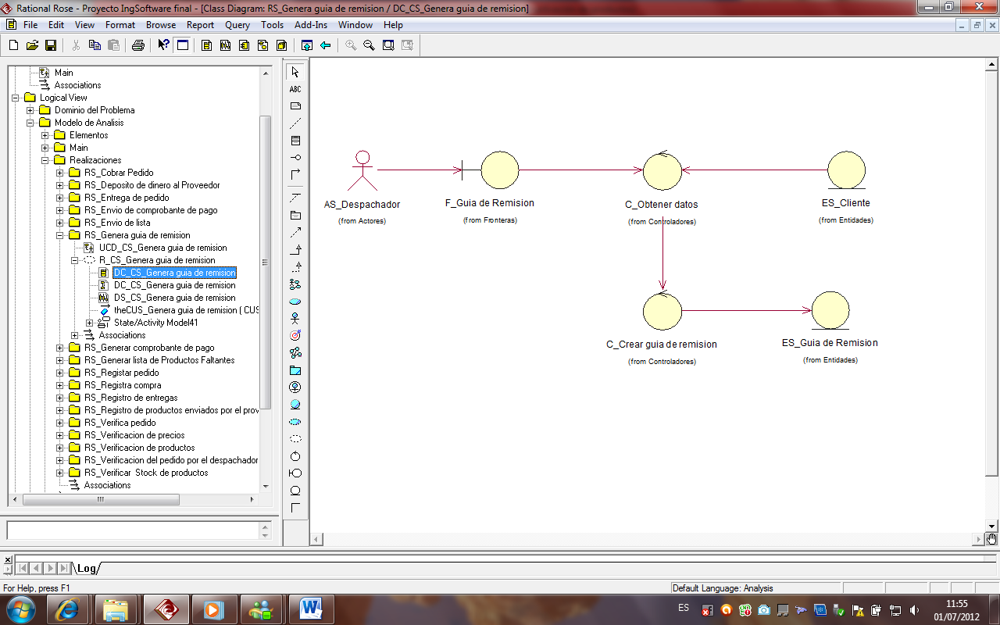 Rational Rose - Proyecto IngSoftware final - [Class Diagram: RS_Genera guia de remision / DC_CS_Genera guia de remision]
File Edit View Format Browse Report Query Tools Add-Ins Window Help
Main
Associations
Logical View
Dominio del Problema
Modelo de Analisis
Elementos
Main
Realizaciones
RS_Cobrar Pedido
RS_Deposito de dinero al Proveedor
RS_Entrega de pedido
RS_Envio de comprobante de pago
RS_Envio de lista
RS_Genera guia de remision
UCD_CS_Genera guia de remision
R_CS_Genera guia de remision
DC_CS_Genera guia de remision
DC_CS_Genera guia de remision
DS_CS_Genera guia de remision
theCUS_Genera guia de remision ( CUS
State/Activity Model41
Associations
RS_Generar comprobante de pago
RS_Generar lista de Productos Faltantes
RS_Registar pedido
RS_Registra compra
RS_Registro de entregas
RS_Registro de productos enviados por el prov
RS_Verifica pedido
RS_Verificacion de precios
RS_Verificacion de productos
RS_Verificacion del pedido por el despachador
RS_Verificar Stock de productos
Associations
ABC
AS_Despachador
(from Actores)
F_Guia de Remision
(from Fronteras)
C_Obtener datos
(from Controladores)
ES_Cliente
(from Entidades)
C_Crear guia de remision
(from Controladores)
ES_Guia de Remision
(from Entidades)
Log
For Help, press F1
Default Language: Analysis
ES
11:55
01/07/2012